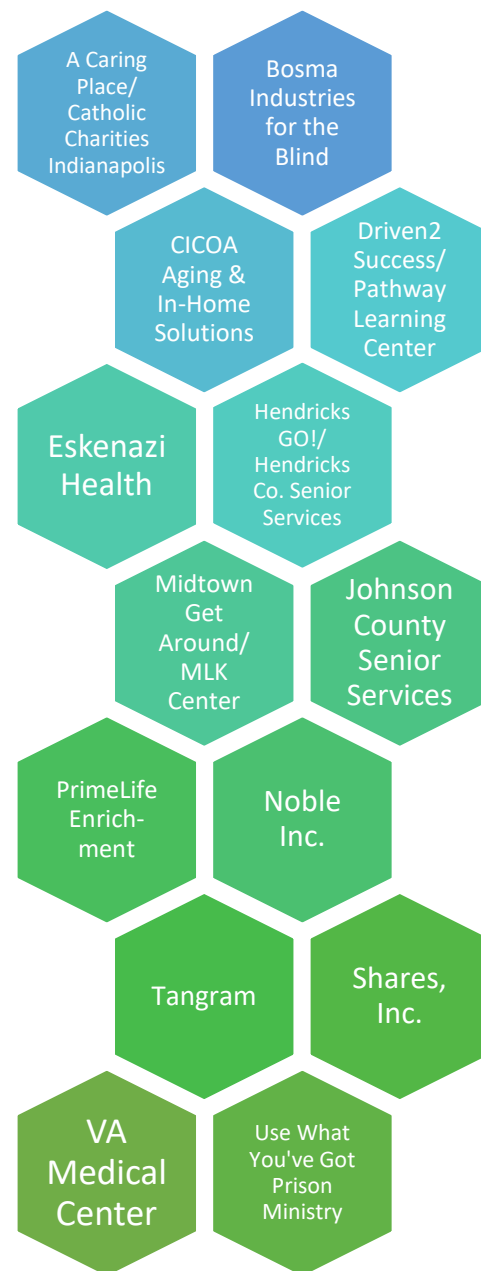 A Caring
Place/
Catholic
Charities
Indianapolis
Bosma
Industries
for the
Blind
CICOA
Aging &
In-Home
Solutions
Driven2
Success/
Pathway
Learning
Center
Eskenazi
Health
Hendricks
GO!/
Hendricks
Co. Senior
Services
Midtown
Get
Around/
MLK
Center
Johnson
County
Senior
Services
PrimeLife
Enrich-
ment
Noble
Inc.
Tangram
Shares,
Inc.
VA
Medical
Center
Use What
You've Got
Prison
Ministry